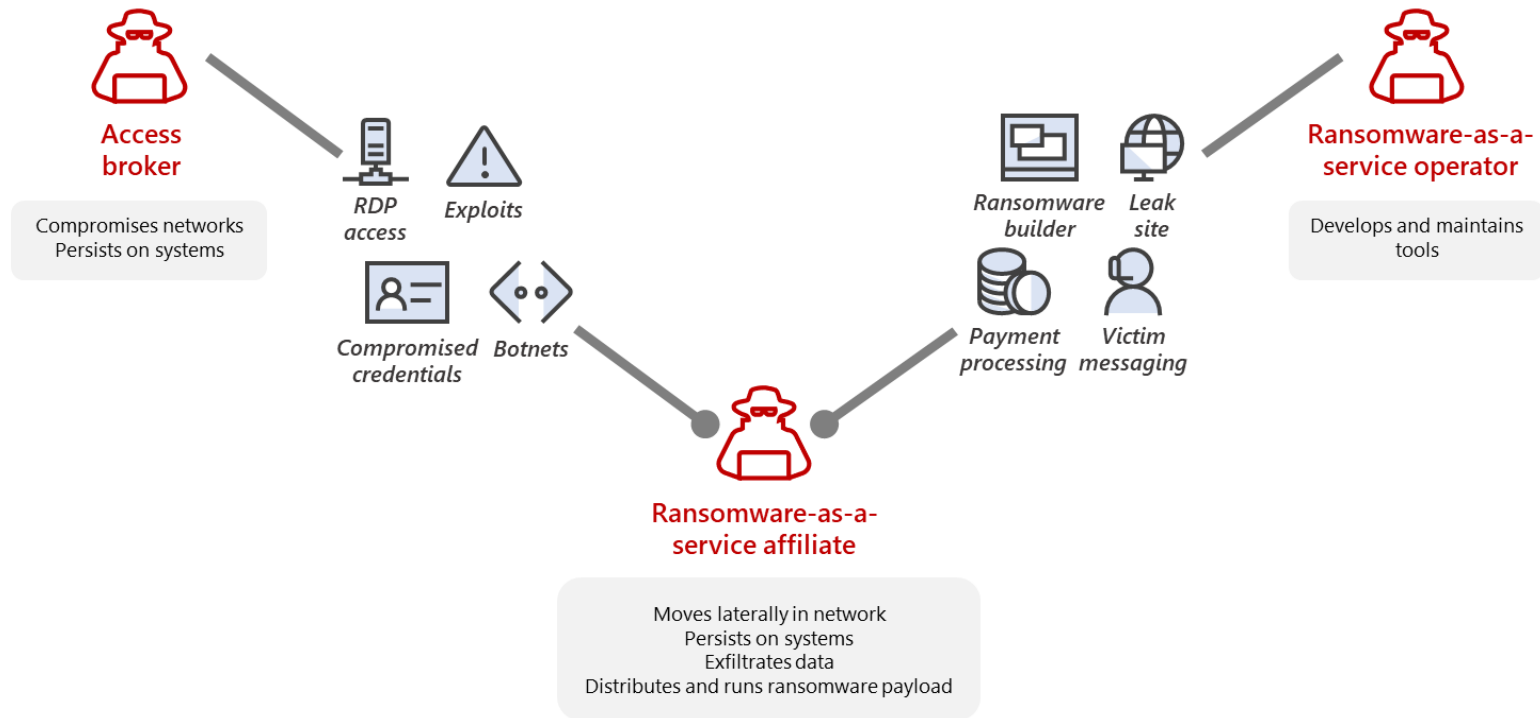 Access
broker
Compromises networks
Persists on systems
RDP
access
Exploits
Compromised
credentials
Botnets
Ransomware
builder
Leak
site
Payment
processing
Victim
messaging
Ransomware-as-a-
service operator
Develops and maintains
tools
Ransomware-as-a-
service affiliate
Moves laterally in network
Persists on systems
Exfiltrates data
Distributes and runs ransomware payload